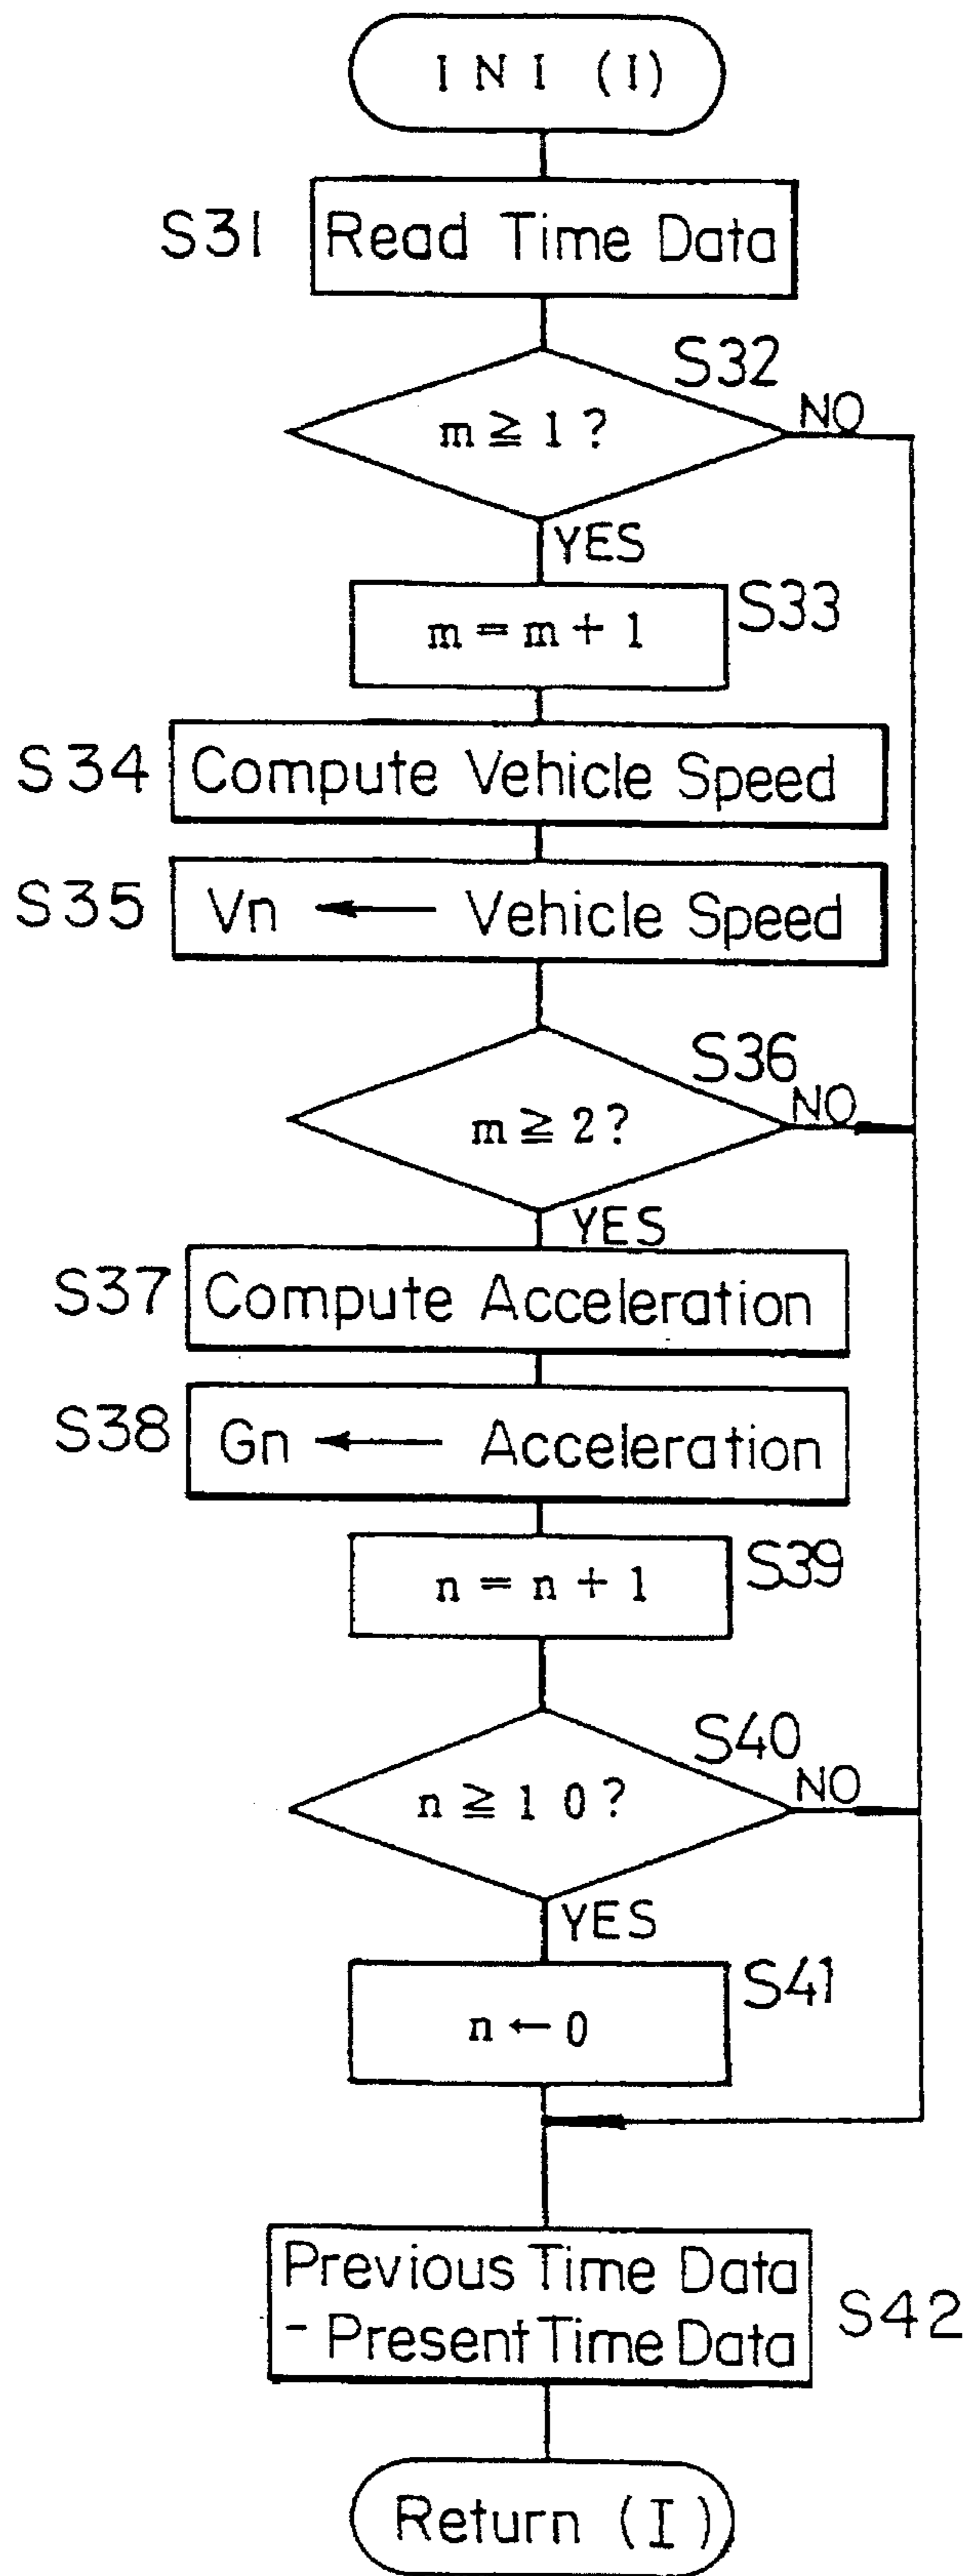 INI (I)
S31 Read Time Data
S32
m ≧ 1 ?
NO
YES
S33
m = m + 1
S34 Compute Vehicle Speed
S35 Vn ← Vehicle Speed
S36
m ≧ 2 ?
NO
YES
S37 Compute Acceleration
S38 Gn ← Acceleration
S39
n = n + 1
S40
n ≧ 1 0 ?
NO
YES
S41
n ← 0
Previous Time Data
- Present Time Data
S42
Return (I)